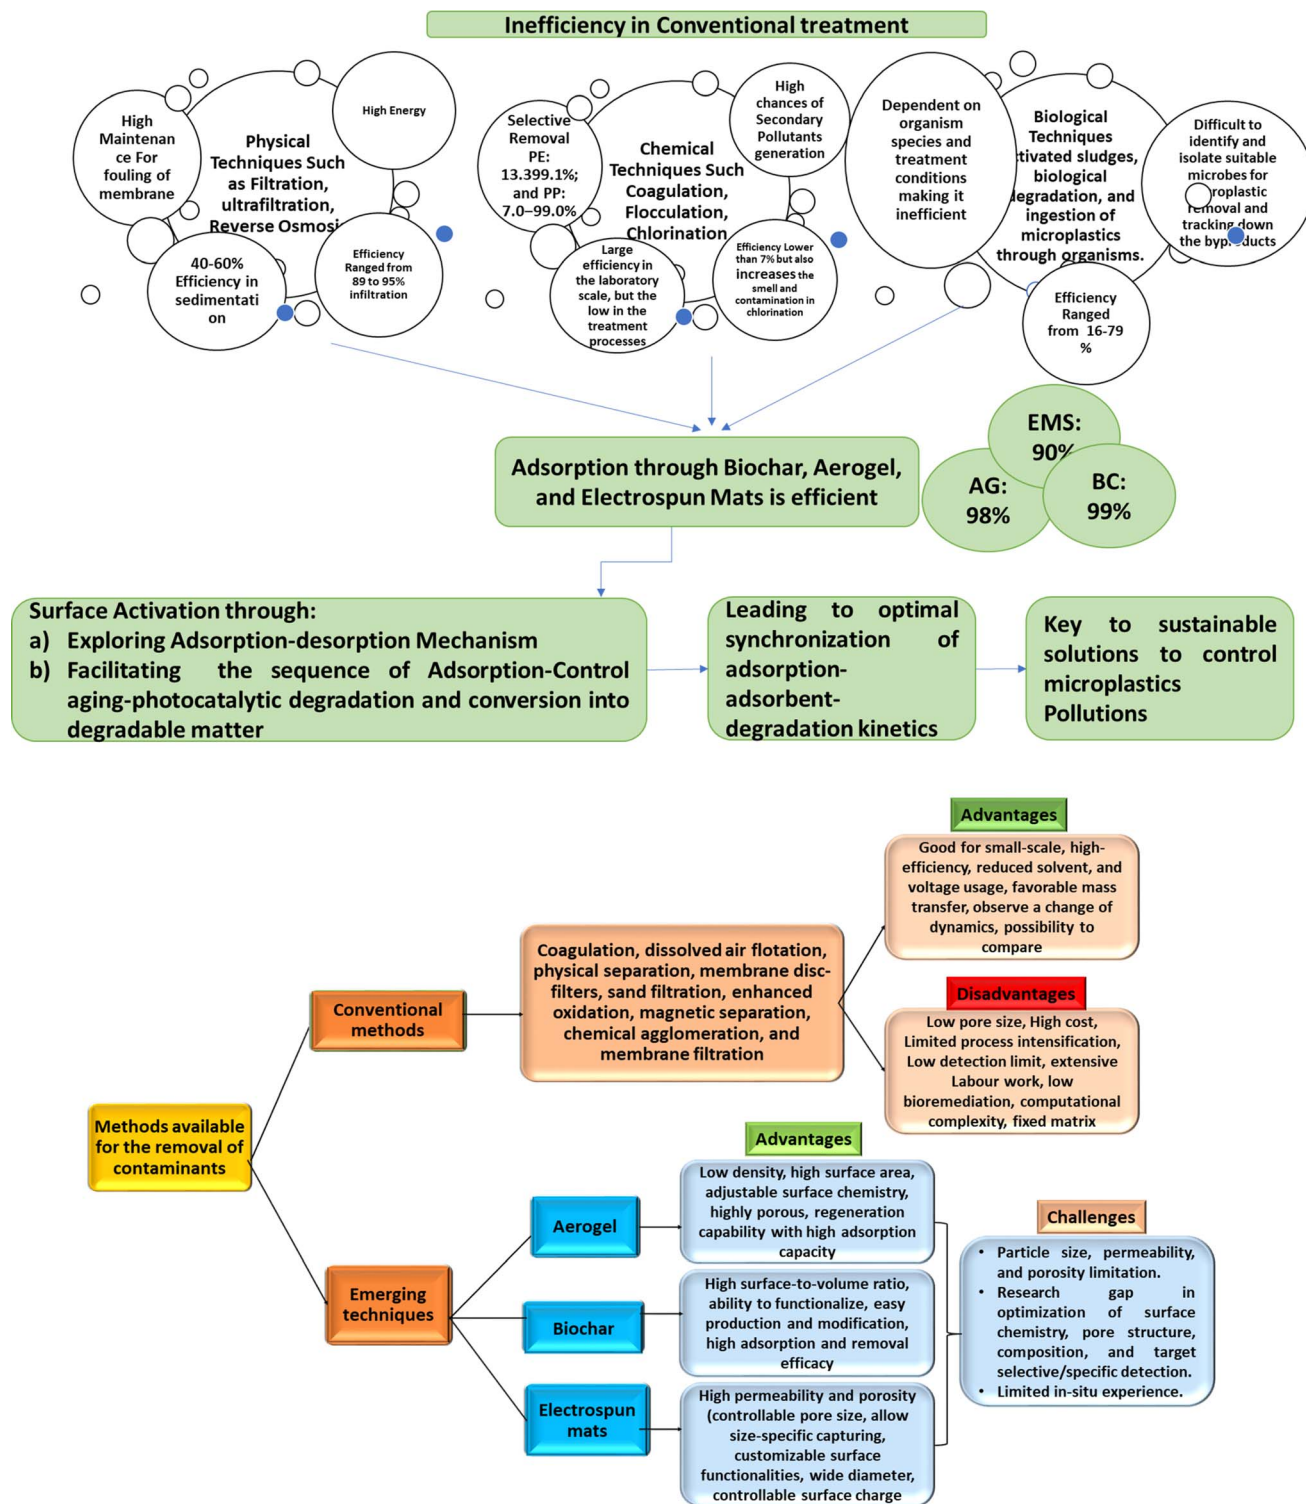 Inefficiency in Conventional treatment
High
Maintenan
ce For
fouling of
membrane
Physical
Techniques Such
as Filtration,
ultrafiltration,
Reverse Osmosi
High Energy
40-60%
Efficiency in
sedimentati
on
Efficiency
Ranged from
89 to 95%
infiltration
Selective
Removal
PE:
13.399.1%;
and PP:
7.0–99.0%
Chemical
Techniques Such
Coagulation,
Flocculation,
Chlorination
High
chances of
Secondary
Pollutants
generation
Large
efficiency in
the laboratory
scale, but the
low in the
treatment
processes
Efficiency Lower
than 7% but also
increases the
smell and
contamination in
chlorination
Dependent on
organism
species and
treatment
conditions
making it
inefficient
Biological
Techniques
ctivated sludges,
biological
degradation, and
ingestion of
microplastics
through organisms.
Difficult to
identify and
isolate suitable
microbes for
roplastic
removal and
tracking down
the byproducts
Efficiency
Ranged
from 16-79
%
Adsorption through Biochar, Aerogel,
and Electrospun Mats is efficient
EMS:
90%
AG:
98%
BC:
99%
Surface Activation through:
a) Exploring Adsorption-desorption Mechanism
b) Facilitating the sequence of Adsorption-Control
aging-photocatalytic degradation and conversion into
degradable matter
Leading to optimal
synchronization of
adsorption-
adsorbent-
degradation kinetics
Key to sustainable
solutions to control
microplastics
Pollutions
Methods available
for the removal of
contaminants
Conventional
methods
Coagulation, dissolved air flotation,
physical separation, membrane disc-
filters, sand filtration, enhanced
oxidation, magnetic separation,
chemical agglomeration, and
membrane filtration
Advantages
Good for small-scale, high-
efficiency, reduced solvent, and
voltage usage, favorable mass
transfer, observe a change of
dynamics, possibility to
compare
Disadvantages
Low pore size, High cost,
Limited process intensification,
Low detection limit, extensive
Labour work, low
bioremediation, computational
complexity, fixed matrix
Emerging
techniques
Advantages
Aerogel
Low density, high surface area,
adjustable surface chemistry,
highly porous, regeneration
capability with high adsorption
capacity
Biochar
High surface-to-volume ratio,
ability to functionalize, easy
production and modification,
high adsorption and removal
efficacy
Electrospun
mats
High permeability and porosity
(controllable pore size, allow
size-specific capturing,
customizable surface
functionalities, wide diameter,
controllable surface charge
Challenges
• Particle size, permeability,
and porosity limitation.
• Research gap in
optimization of surface
chemistry, pore structure,
composition, and target
selective/specific detection.
• Limited in-situ experience.